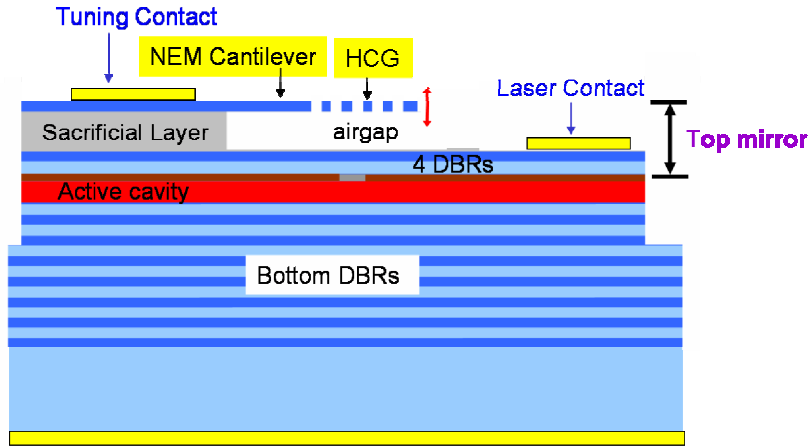 Tuning Contact
NEM Cantilever
HCG
Laser Contact
Sacrificial Layer
airgap
Top mirror
4 DBRs
Active cavity
Bottom DBRs